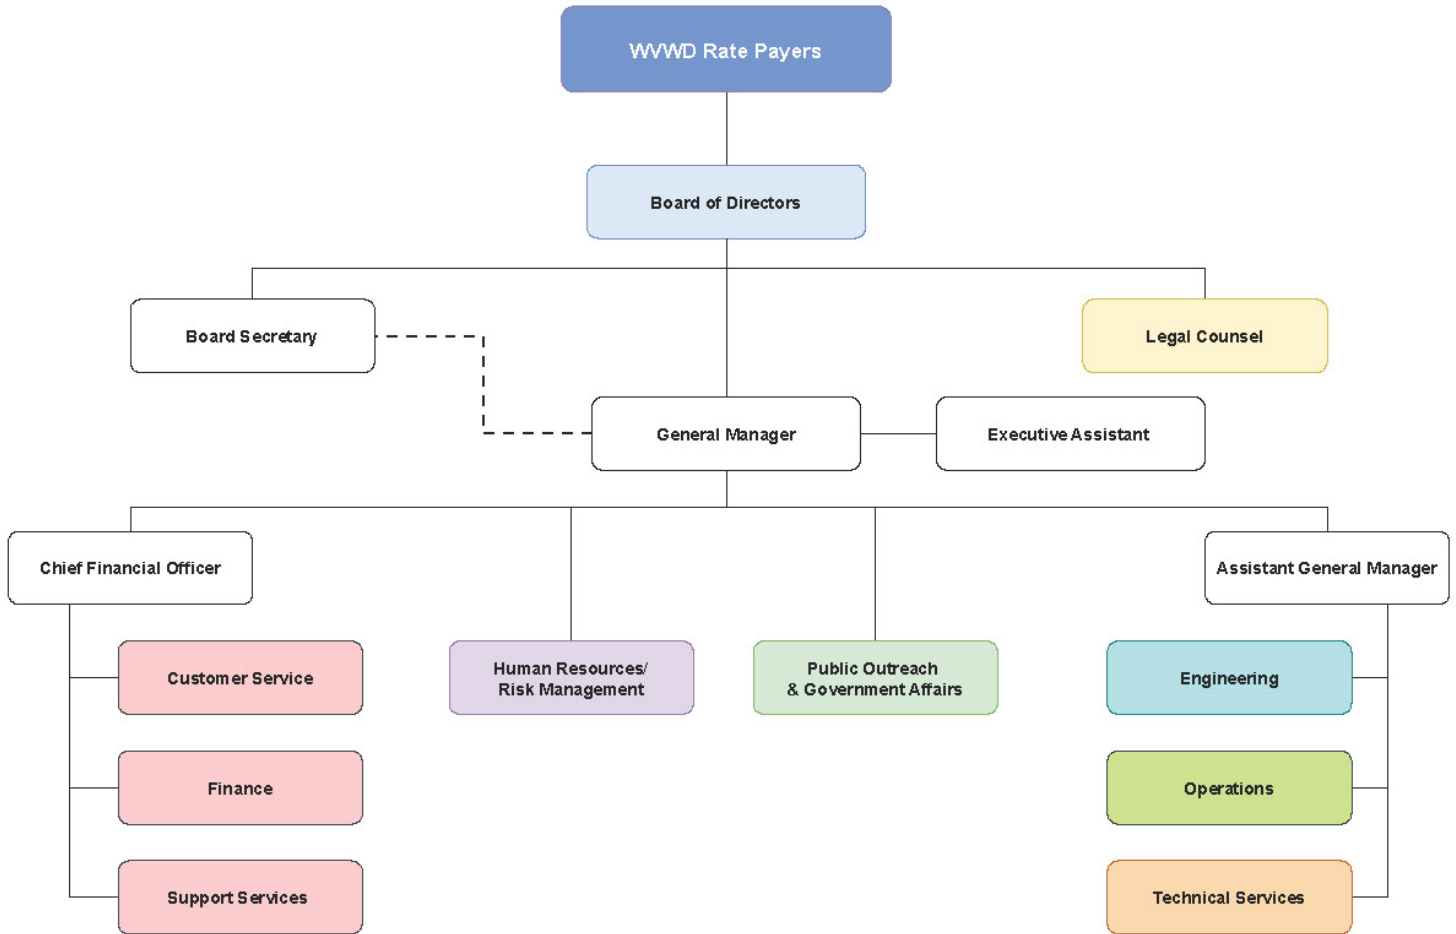 WVWD Rate Payers
Board of Directors
Board Secretary
Legal Counsel
General Manager
Executive Assistant
Chief Financial Officer
Assistant General Manager
Customer Service
Human Resources/
Risk Management
Public Outreach
& Government Affairs
Engineering
Finance
Operations
Support Services
Technical Services